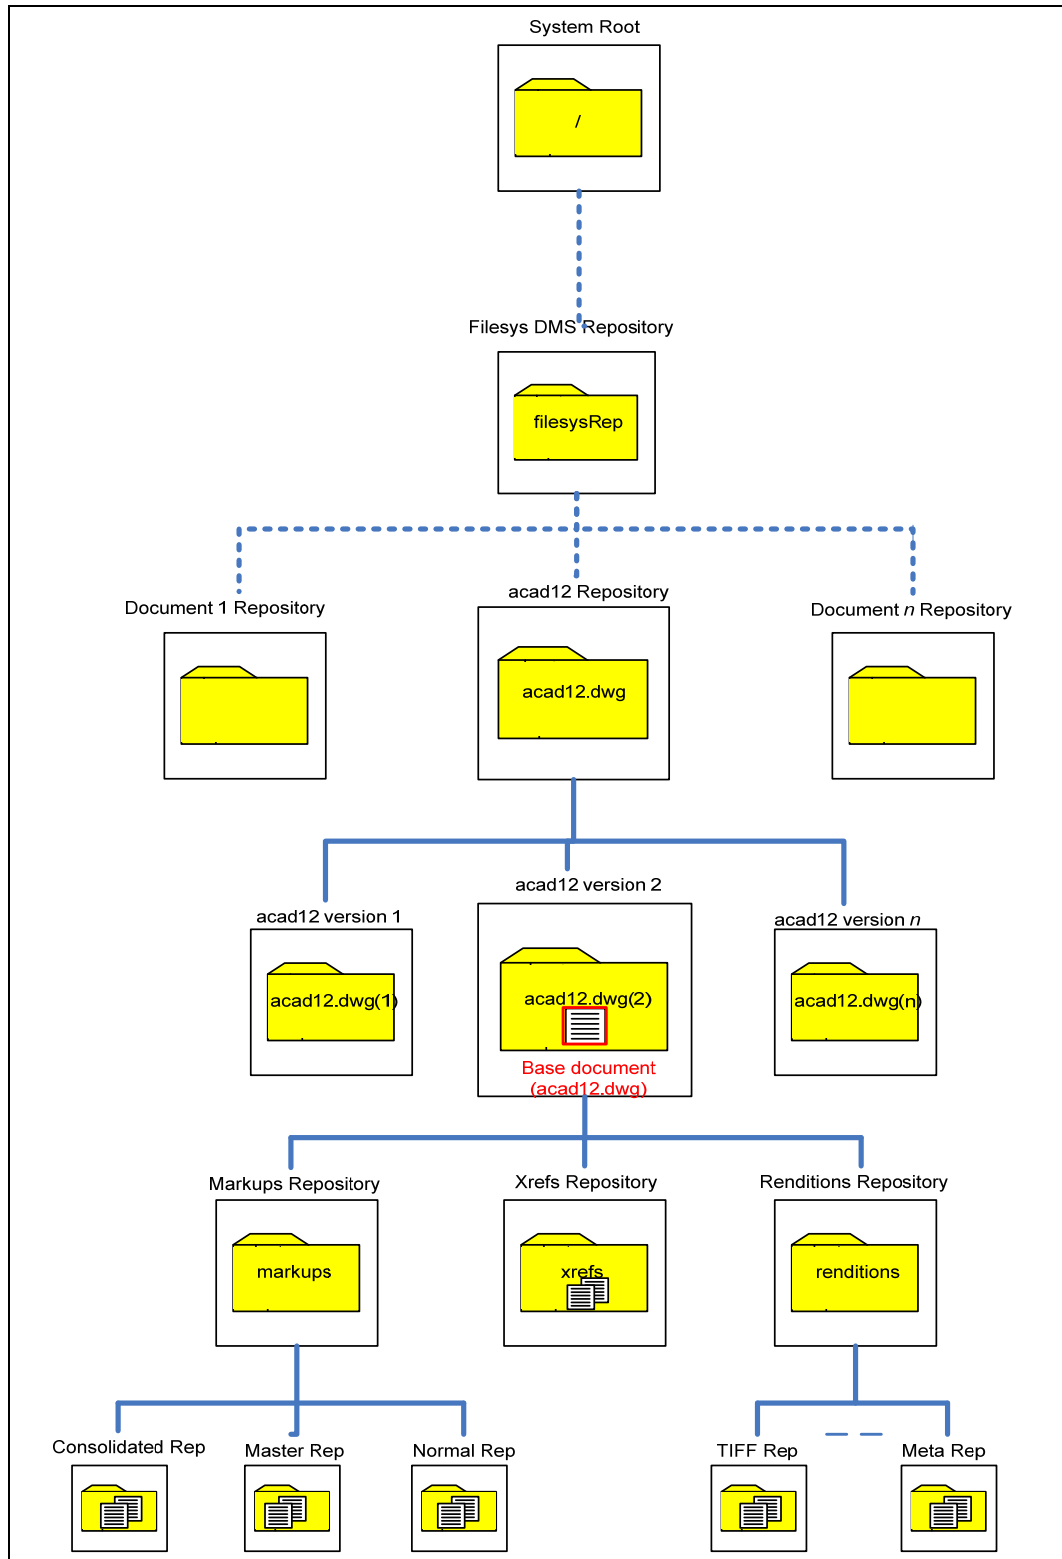 System Root
/
Filesys DMS Repository
filesysRep
Document 1 Repository
acad12 Repository
Document n Repository
acad12.dwg
acad12 version 1
acad12 version 2
acad12 version n
acad12.dwg(1)
acad12.dwg(2)
acad12.dwg(n)
Base document
(acad12.dwg)
Markups Repository
Xrefs Repository
Renditions Repository
markups
xrefs
renditions
Consolidated Rep
Master Rep
Normal Rep
TIFF Rep
Meta Rep